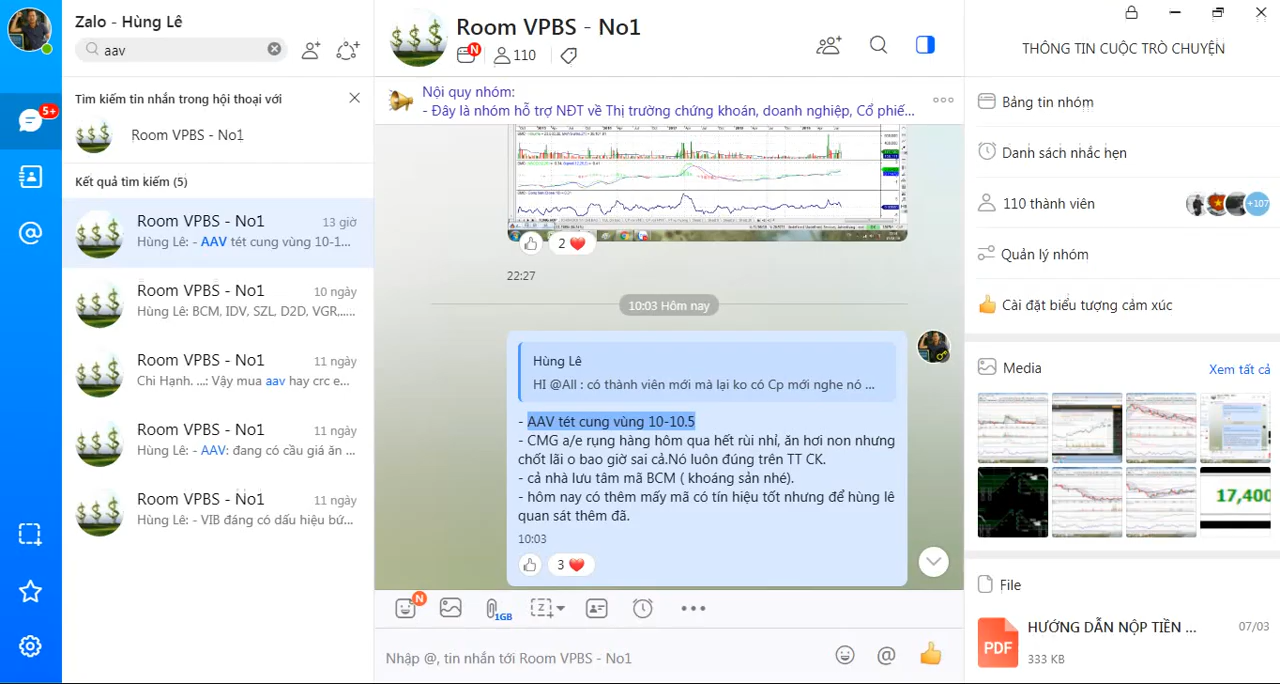 Zalo - Hùng Lê
aav
5+
Tìm kiếm tin nhắn trong hội thoại với
Room VPBS - No1
Kết quả tìm kiếm (5)
Room VPBS - No1
13 giờ
Hùng Lê: - AAV tét cung vùng 10-1...
Room VPBS - No1
10 ngày
Hùng Lê: BCM, IDV, SZL, D2D, VGR,.....
Room VPBS - No1
11 ngày
Chi Hạnh. ...: Vậy mua aav hay crc e...
Room VPBS - No1
11 ngày
Hùng Lê: - AAV: đang có cầu giá ăn ...
Room VPBS - No1
11 ngày
Hùng Lê: - VIB đáng có dấu hiệu bứ...
Room VPBS - No1
N
110
Nội quy nhóm:
- Đây là nhóm hỗ trợ NĐT về Thị trường chứng khoán, doanh nghiệp, Cổ phiế...
2
22:27
10:03 Hôm nay
Hùng Lê
HI @All : có thành viên mới mà lại ko có Cp mới nghe nó ...
- AAV tét cung vùng 10-10.5
- CMG a/e rụng hàng hôm qua hết rùi nhỉ, ăn hơi non nhưng
chốt lãi o bao giờ sai cả.Nó luôn đúng trên TT CK.
- cả nhà lưu tâm mã BCM ( khoáng sản nhé).
- hôm nay có thêm mấy mã có tín hiệu tốt nhưng để hùng lê
quan sát thêm đã.
10:03
3
N
1GB
Nhập @, tin nhắn tới Room VPBS - No1
THÔNG TIN CUỘC TRÒ CHUYỆN
Bảng tin nhóm
Danh sách nhắc hẹn
110 thành viên
+107
Quản lý nhóm
Cài đặt biểu tượng cảm xúc
Media
Xem tất cả
17,400
File
PDF
HƯỚNG DẪN NỘP TIỀN ...
07/03
333 KB